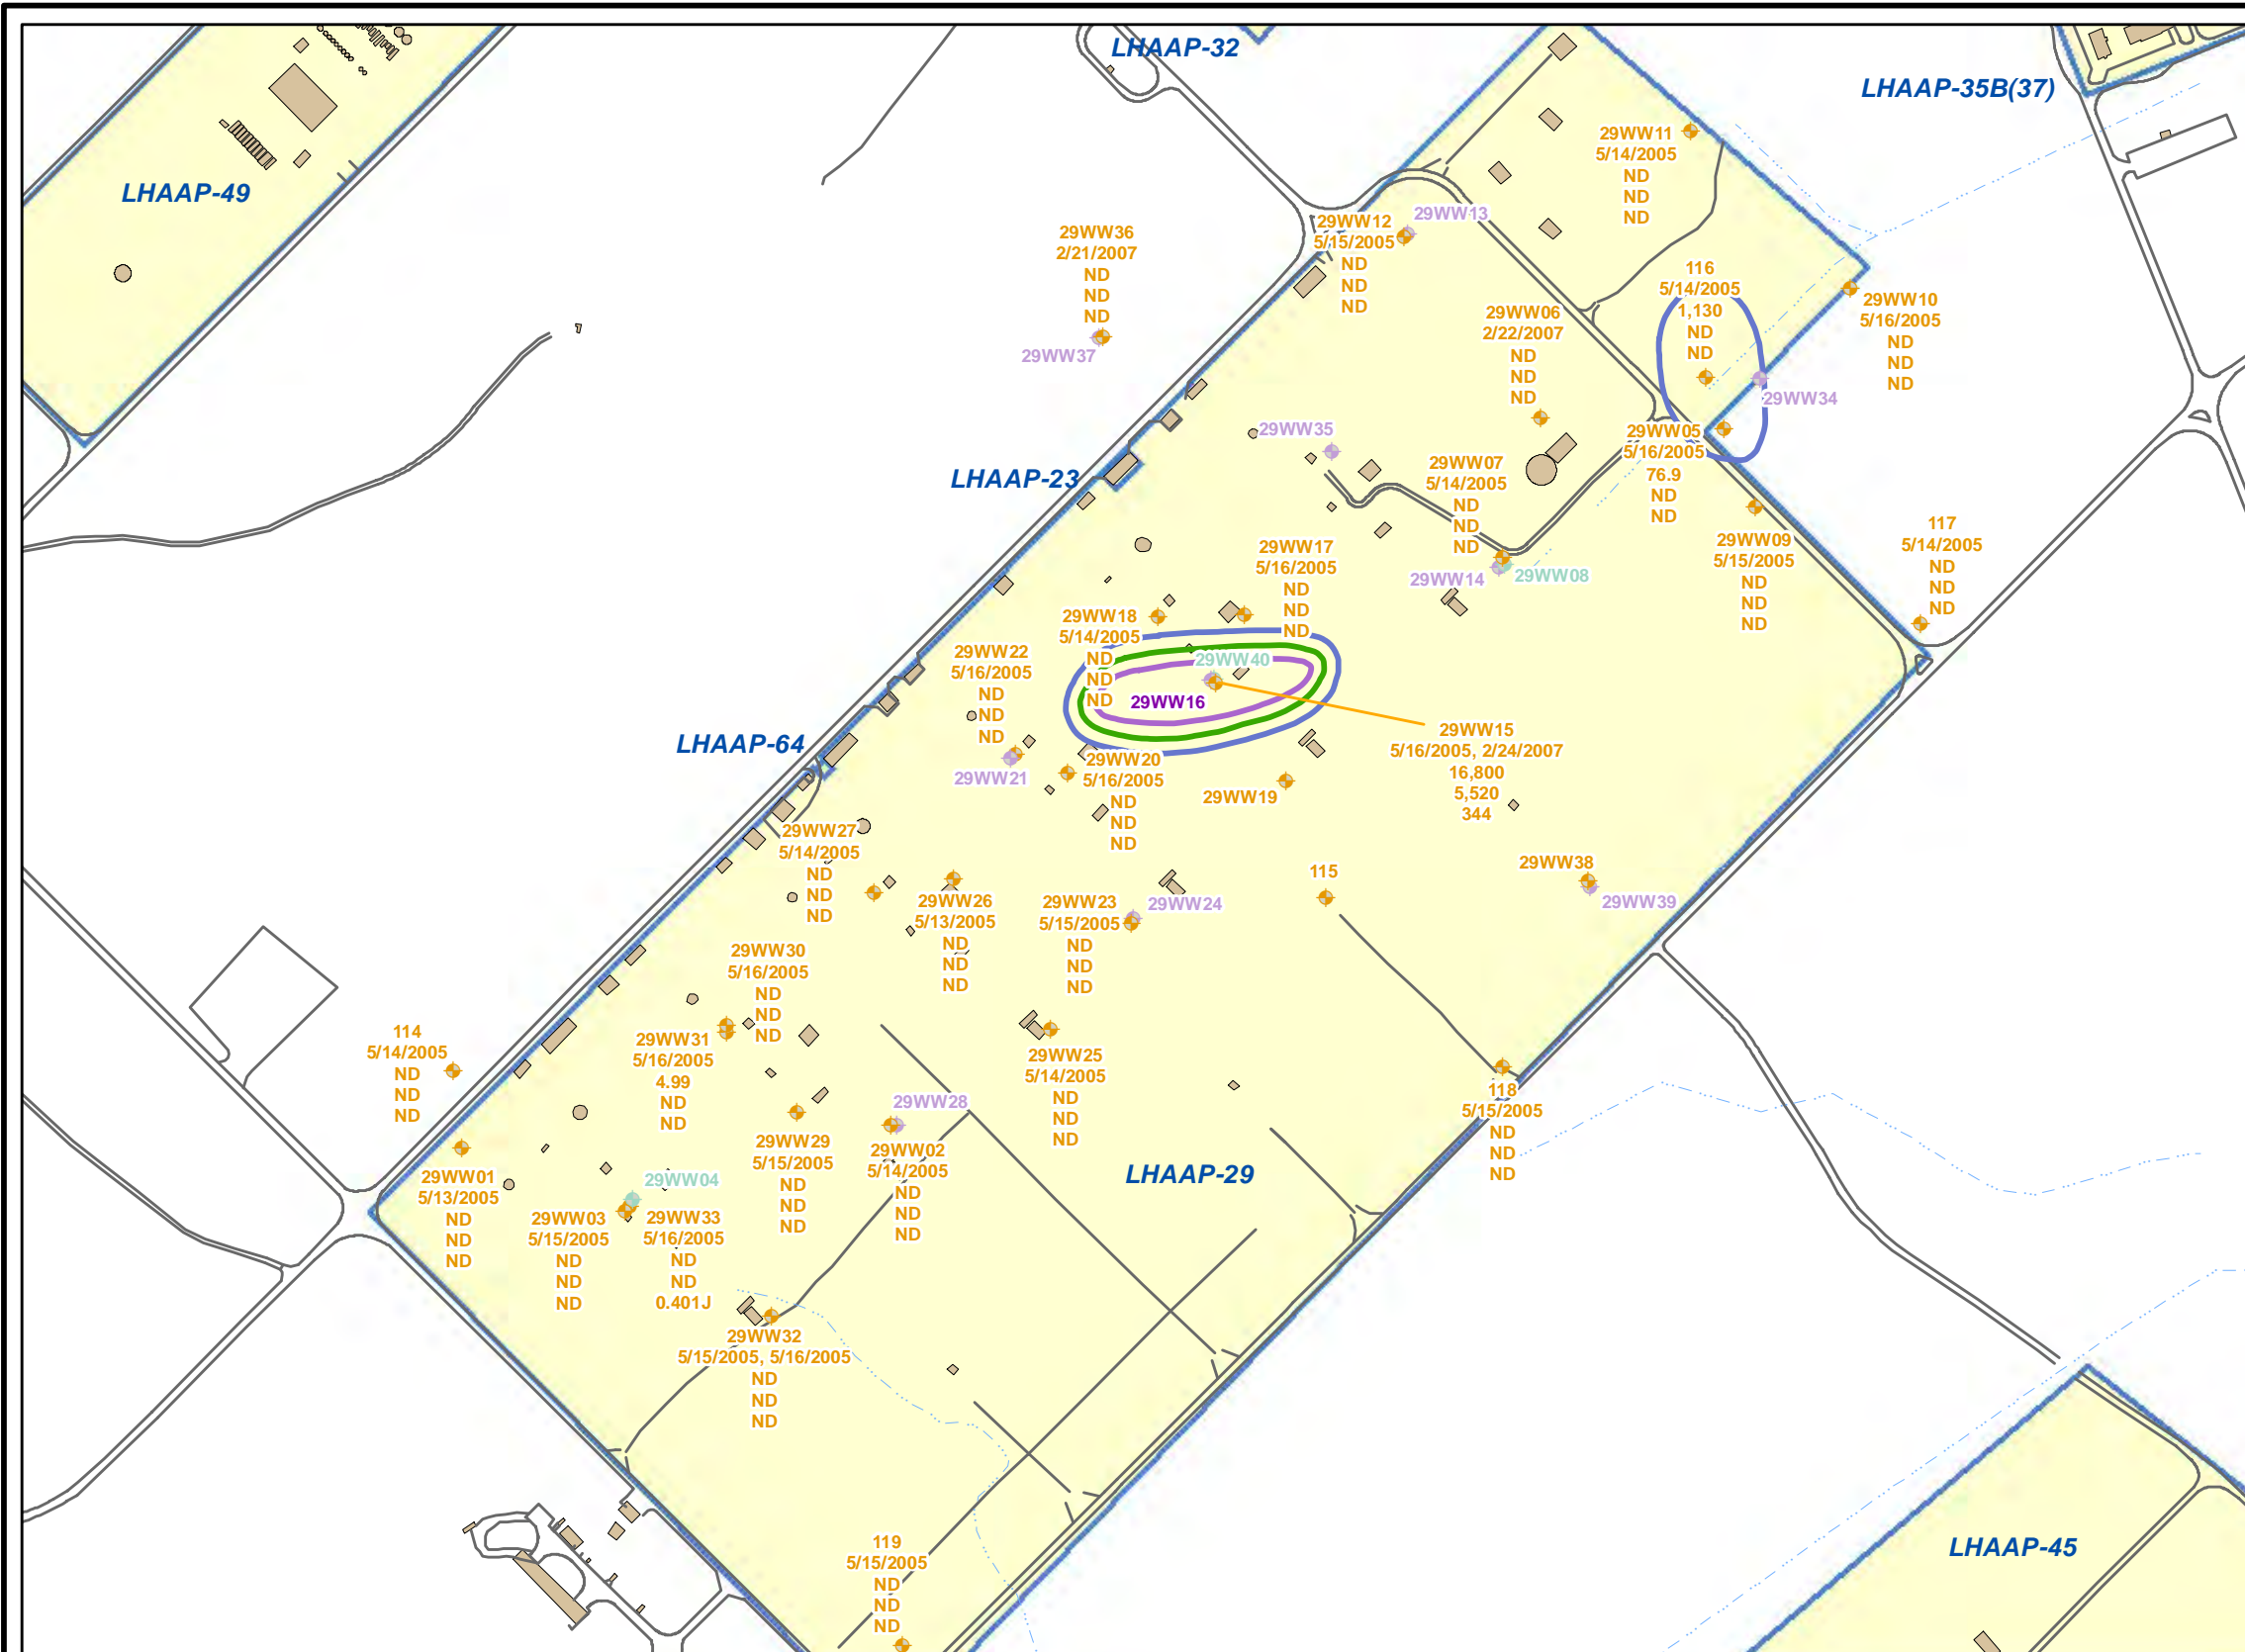 LHAAP-32
LHAAP-35B(37)
LHAAP-49
29WW11
5/14/2005
ND
ND
ND
29WW36
2/21/2007
ND
ND
ND
29WW37
29WW12
5/15/2005
ND
ND
ND
29WW13
116
5/14/2005
1,130
ND
ND
29WW10
5/16/2005
ND
ND
ND
29WW06
2/22/2007
ND
ND
ND
29WW34
29WW35
29WW05
5/16/2005
76.9
ND
ND
LHAAP-23
29WW07
5/14/2005
ND
ND
ND
29WW14
29WW08
29WW09
5/15/2005
ND
ND
ND
117
5/14/2005
ND
ND
ND
29WW17
5/16/2005
ND
ND
ND
29WW18
5/14/2005
ND
ND
ND
29WW22
5/16/2005
ND
ND
ND
29WW21
29WW40
29WW16
LHAAP-64
29WW15
5/16/2005, 2/24/2007
16,800
5,520
344
29WW20
5/16/2005
ND
ND
ND
29WW19
29WW27
5/14/2005
ND
ND
ND
29WW26
5/13/2005
ND
ND
ND
29WW23
5/15/2005
ND
ND
ND
29WW24
115
29WW38
29WW39
29WW30
5/16/2005
ND
ND
ND
114
5/14/2005
ND
ND
ND
29WW31
5/16/2005
4.99
ND
ND
29WW25
5/14/2005
ND
ND
ND
118
5/15/2005
ND
ND
ND
29WW28
29WW29
5/15/2005
ND
ND
ND
29WW02
5/14/2005
ND
ND
ND
LHAAP-29
29WW01
5/13/2005
ND
ND
ND
29WW04
29WW03
5/15/2005
ND
ND
ND
29WW33
5/16/2005
ND
ND
0.401J
29WW32
5/15/2005, 5/16/2005
ND
ND
ND
119
5/15/2005
ND
ND
ND
LHAAP-45